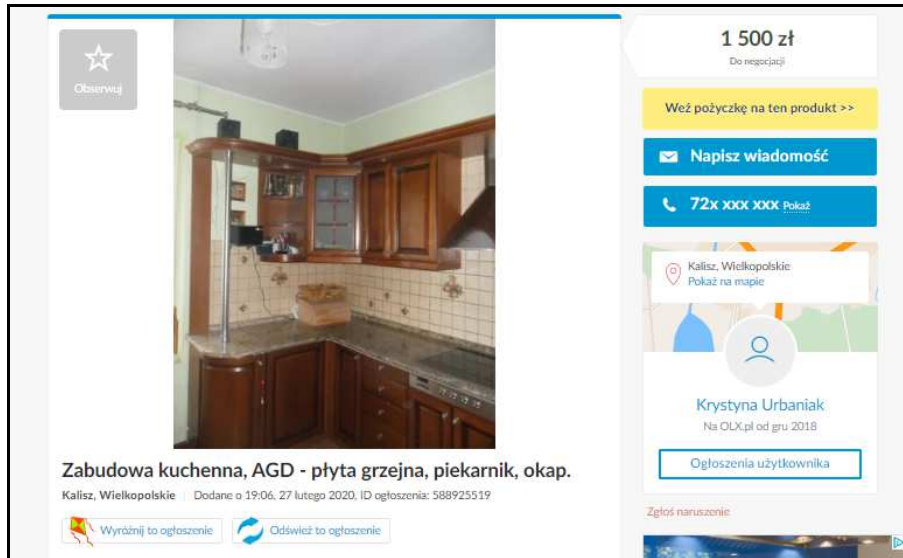 Obserwuj
1 500 zł
Do negocjacji
Weź pożyczkę na ten produkt >>
Napisz wiadomość
72x xxx xxx Pokaż
Kalisz, Wielkopolskie
Pokaż na mapie
Krystyna Urbaniak
Na OLX.pl od gru 2018
Ogłoszenia użytkownika
Zgłoś naruszenie
Zabudowa kuchenna, AGD - płyta grzejna, piekarnik, okap.
Kalisz, Wielkopolskie | Dodane o 19:06, 27 lutego 2020, ID ogłoszenia: 588925519
Wyróżnij to ogłoszenie
Odśwież to ogłoszenie